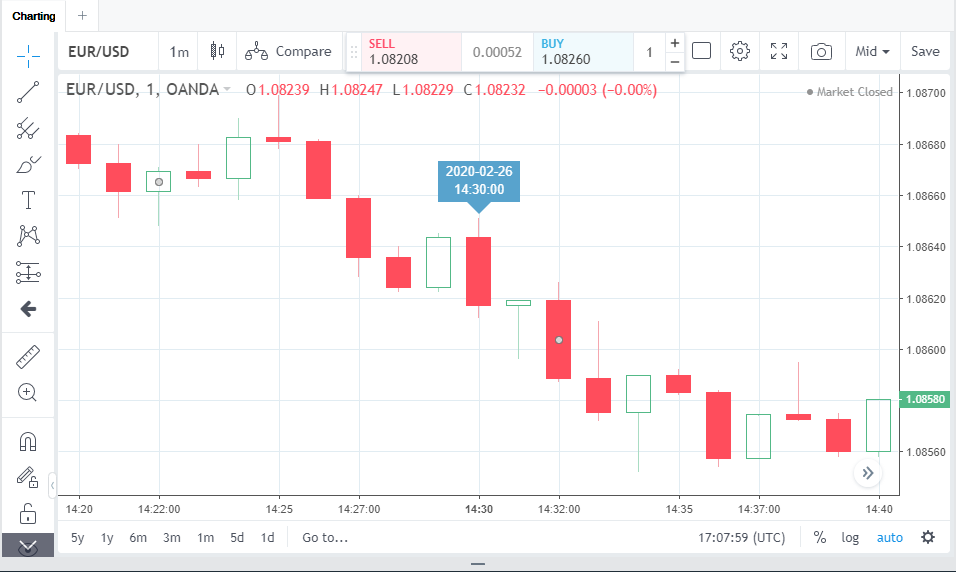 Charting +
EUR/USD 1m Compare SELL 1.08208 0.00052 BUY 1.08260 1 + − Mid Save
EUR/USD, 1, OANDA O1.08239 H1.08247 L1.08229 C1.08232 −0.00003 (−0.00%)
Market Closed
1.08700
1.08680
2020-02-26
14:30:00
1.08660
1.08640
1.08620
1.08600
1.08580
1.08560
14:20 14:22:00 14:25 14:27:00 14:30 14:32:00 14:35 14:37:00 14:40
5y 1y 6m 3m 1m 5d 1d Go to... 17:07:59 (UTC) % log auto